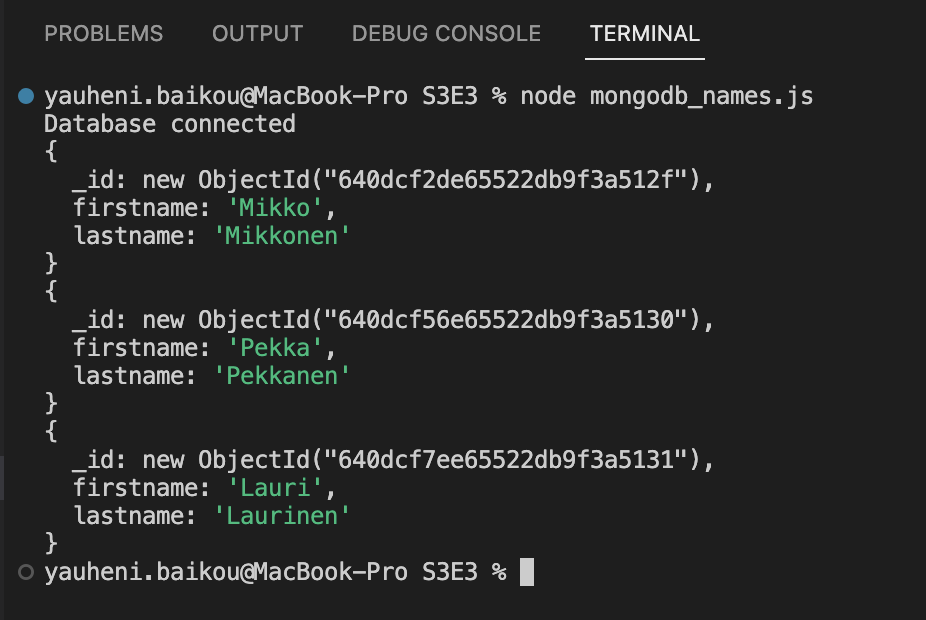 PROBLEMS OUTPUT DEBUG CONSOLE TERMINAL
yauheni.baikou@MacBook-Pro S3E3 % node mongodb_names.js
Database connected
{
  _id: new ObjectId("640dcf2de65522db9f3a512f"),
  firstname: 'Mikko',
  lastname: 'Mikkonen'
}
{
  _id: new ObjectId("640dcf56e65522db9f3a5130"),
  firstname: 'Pekka',
  lastname: 'Pekkanen'
}
{
  _id: new ObjectId("640dcf7ee65522db9f3a5131"),
  firstname: 'Lauri',
  lastname: 'Laurinen'
}
yauheni.baikou@MacBook-Pro S3E3 %